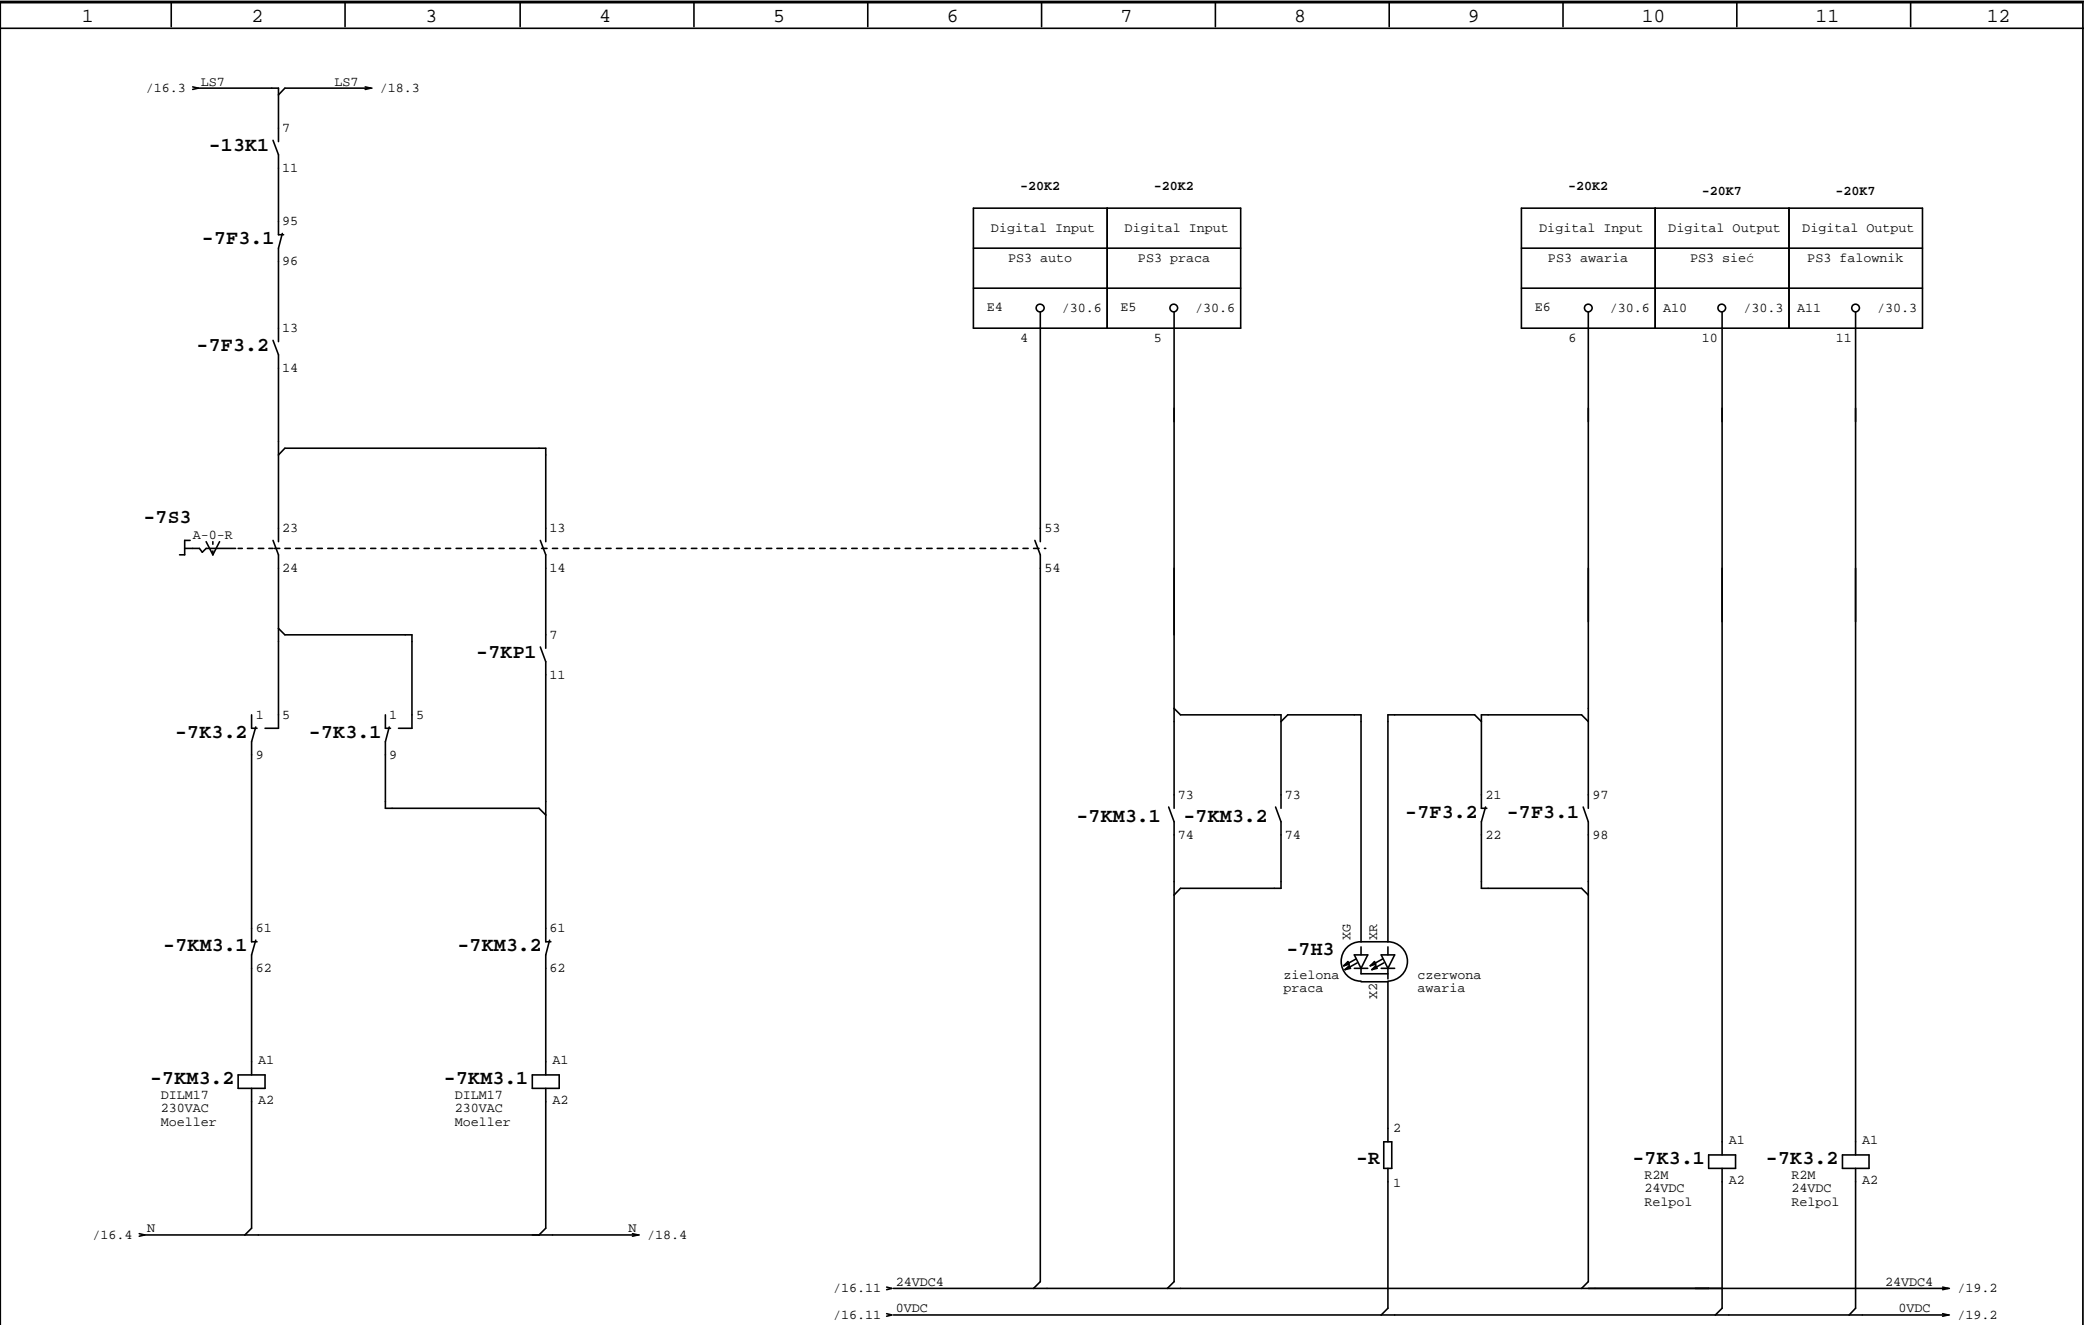 1 2 3 4 5 6 7 8 9 10 11 12
/16.3 LS7 LS7 /18.3
7
-13K1
11
95
-7F3.1
96
13
-7F3.2
14
-20K2 -20K2 -20K2 -20K7 -20K7
Digital Input Digital Input Digital Input Digital Output Digital Output
PS3 auto PS3 praca PS3 awaria PS3 sieć PS3 falownik
E4 /30.6 E5 /30.6 E6 /30.6 A10 /30.3 A11 /30.3
4 5 6 10 11
-7S3
A-0-R
23 13 53
24 14 54
7
-7KP1
11
1 5 1 5
-7K3.2 -7K3.1
9 9
73 73 21 97
-7KM3.1 -7KM3.2 -7F3.2 -7F3.1
74 74 22 98
61 61
-7KM3.1 -7KM3.2
62 62
XG XR
-7H3
zielona
praca
X2
czerwona
awaria
A1 A1
-7KM3.2 -7KM3.1
A2 A2
DILM17 DILM17
230VAC 230VAC
Moeller Moeller
2
-R
1
A1 A1
-7K3.1 -7K3.2
A2 A2
R2M R2M
24VDC 24VDC
Relpol Relpol
/16.4 N N /18.4
/16.11 24VDC4 24VDC4 /19.2
/16.11 0VDC 0VDC /19.2